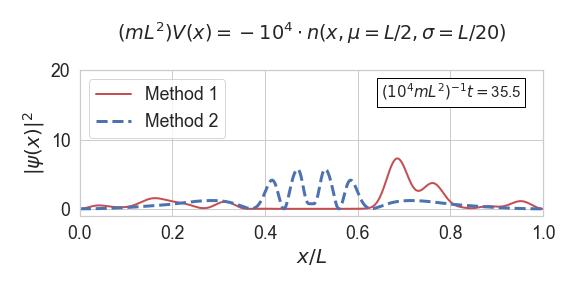 (mL²)V(x) = −10⁴ · n(x, μ = L/2, σ = L/20)
20
10
0
|ψ(x)|²
Method 1
Method 2
(10⁴mL²)⁻¹t = 35.5
0.0 0.2 0.4 0.6 0.8 1.0
x/L